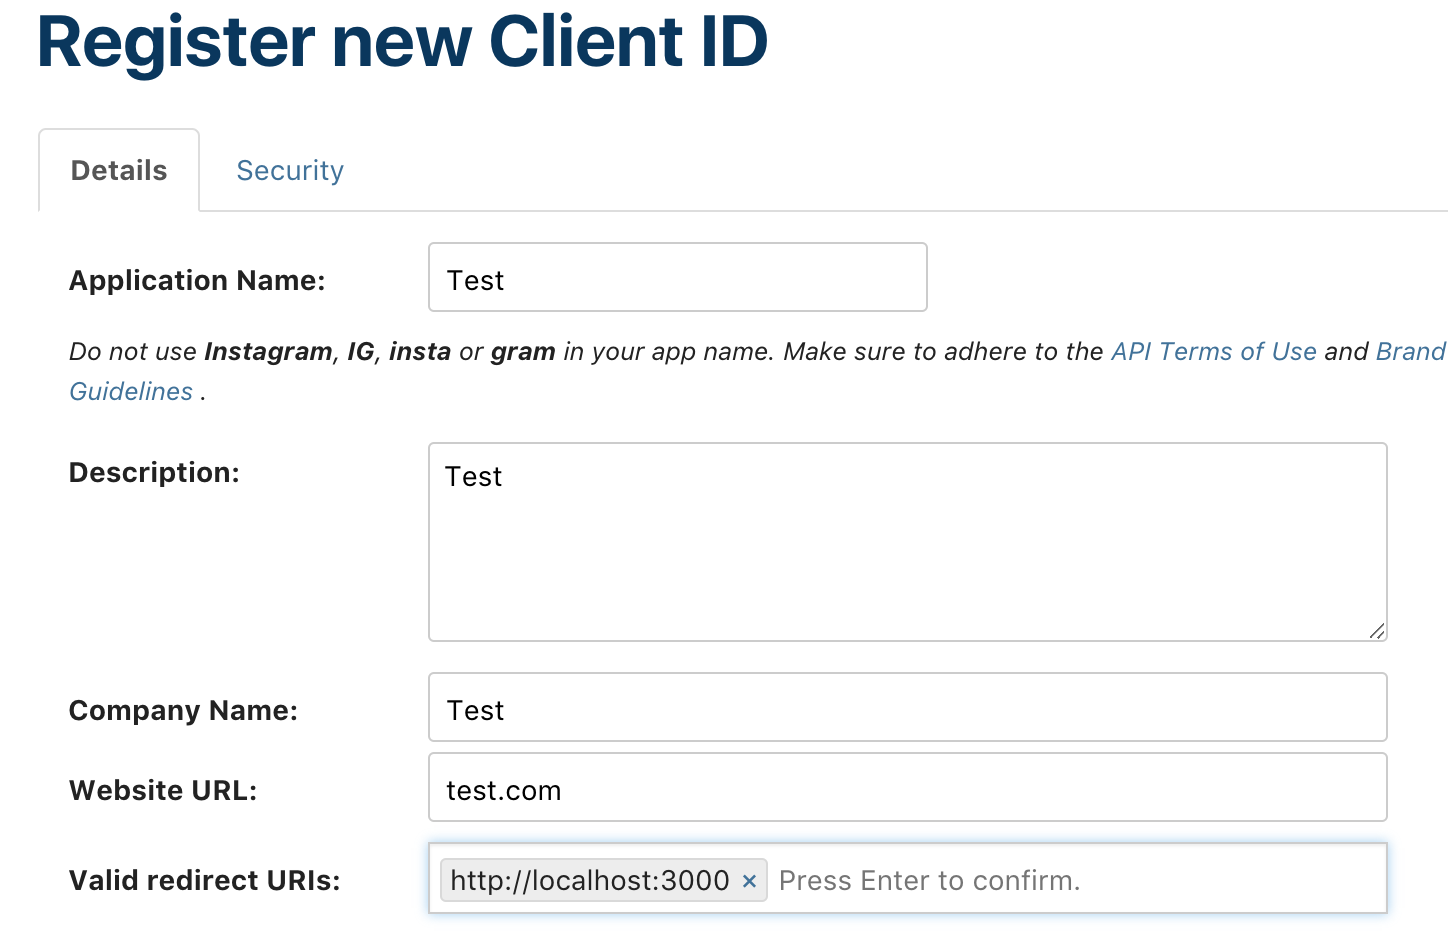 Register new Client ID
Details Security
Application Name: Test
Do not use Instagram, IG, insta or gram in your app name. Make sure to adhere to the API Terms of Use and Brand
Guidelines .
Description: Test
Company Name: Test
Website URL: test.com
Valid redirect URIs: http://localhost:3000 × Press Enter to confirm.